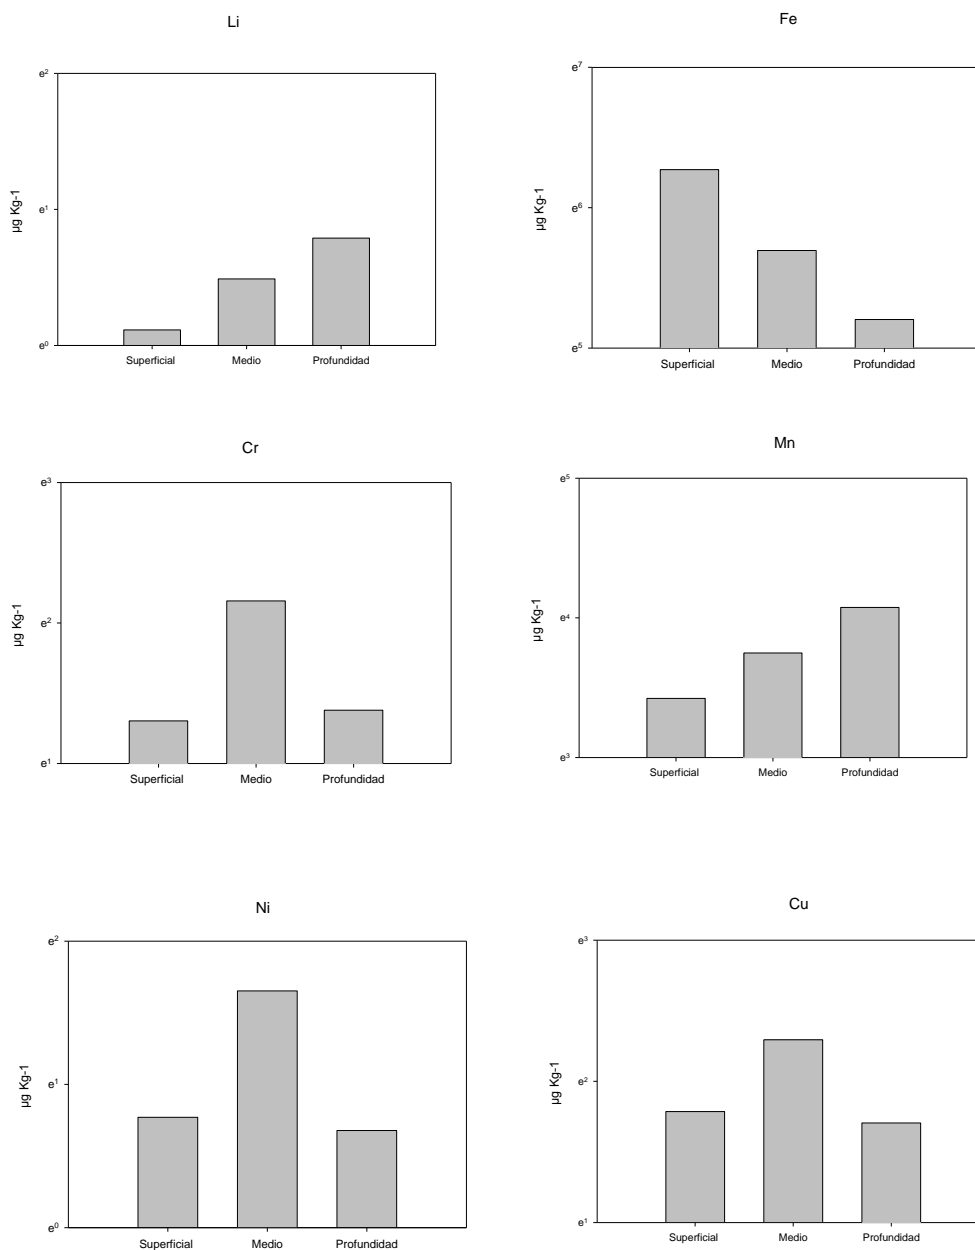 Li
e²
e¹
e⁰
µg Kg-1
Superficial Medio Profundidad
Fe
e⁷
e⁶
e⁵
µg Kg-1
Superficial Medio Profundidad
Cr
e³
e²
e¹
µg Kg-1
Superficial Medio Profundidad
Mn
e⁵
e⁴
e³
µg Kg-1
Superficial Medio Profundidad
Ni
e²
e¹
e⁰
µg Kg-1
Superficial Medio Profundidad
Cu
e³
e²
e¹
µg Kg-1
Superficial Medio Profundidad